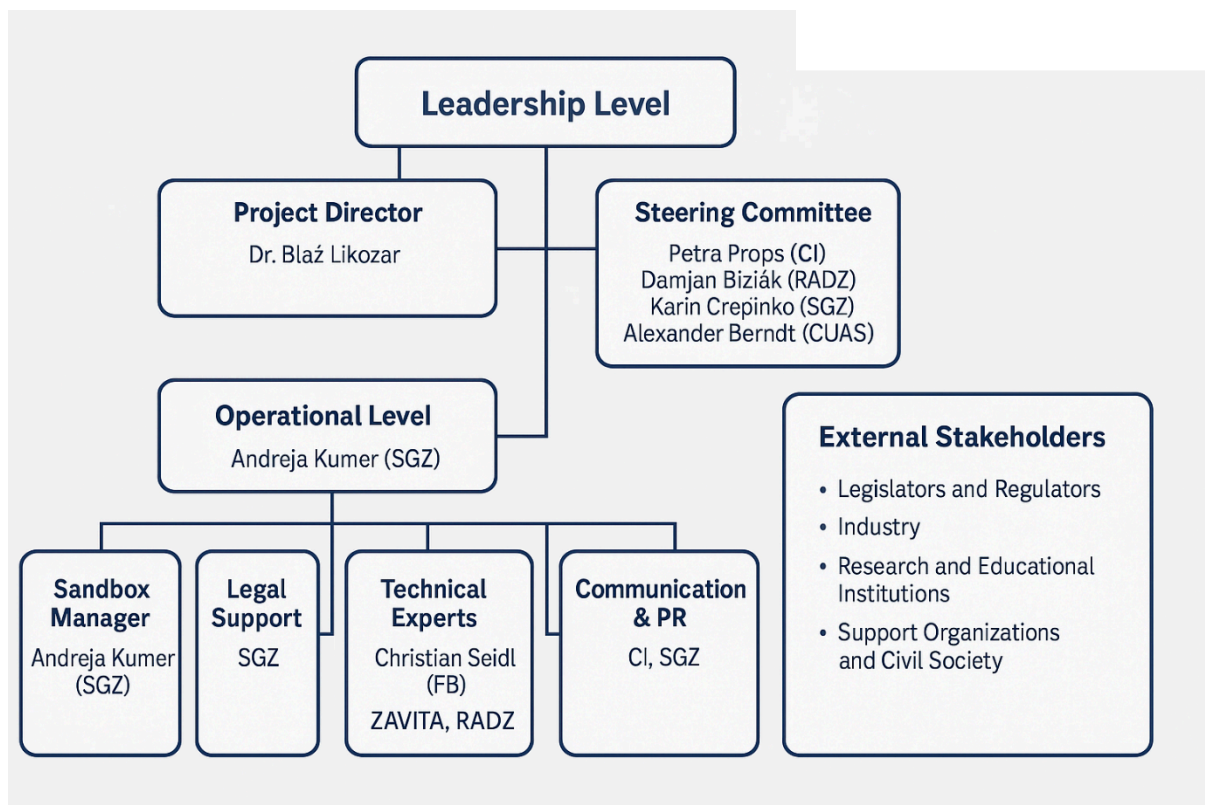 Leadership Level
Project Director
Dr. Blaź Likozar
Steering Committee
Petra Props (CI)
Damjan Biziák (RADZ)
Karin Crepinko (SGZ)
Alexander Berndt (CUAS)
Operational Level
Andreja Kumer (SGZ)
External Stakeholders
• Legislators and Regulators
• Industry
• Research and Educational
Institutions
• Support Organizations
and Civil Society
Sandbox
Manager
Andreja Kumer
(SGZ)
Legal
Support
SGZ
Technical
Experts
Christian Seidl
(FB)
ZAVITA, RADZ
Communication
& PR
CI, SGZ